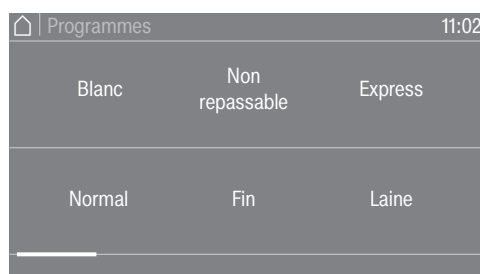 Programmes
11:02
Blanc
Non
repassable
Express
Normal
Fin
Laine